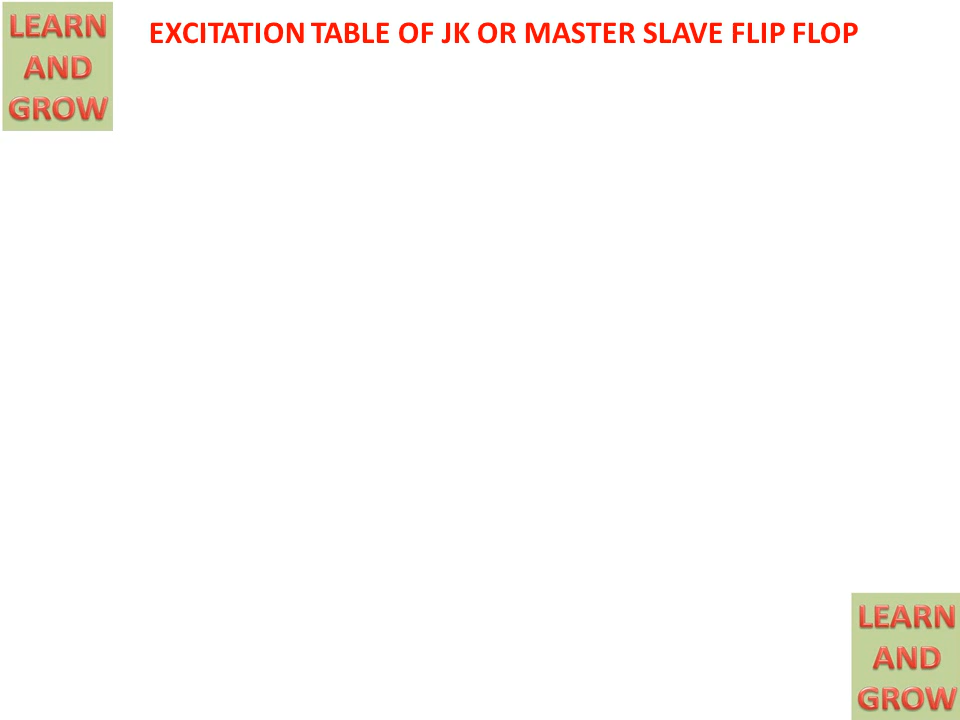 LEARN
AND
GROW
EXCITATION TABLE OF JK OR MASTER SLAVE FLIP FLOP
LEARN
AND
GROW